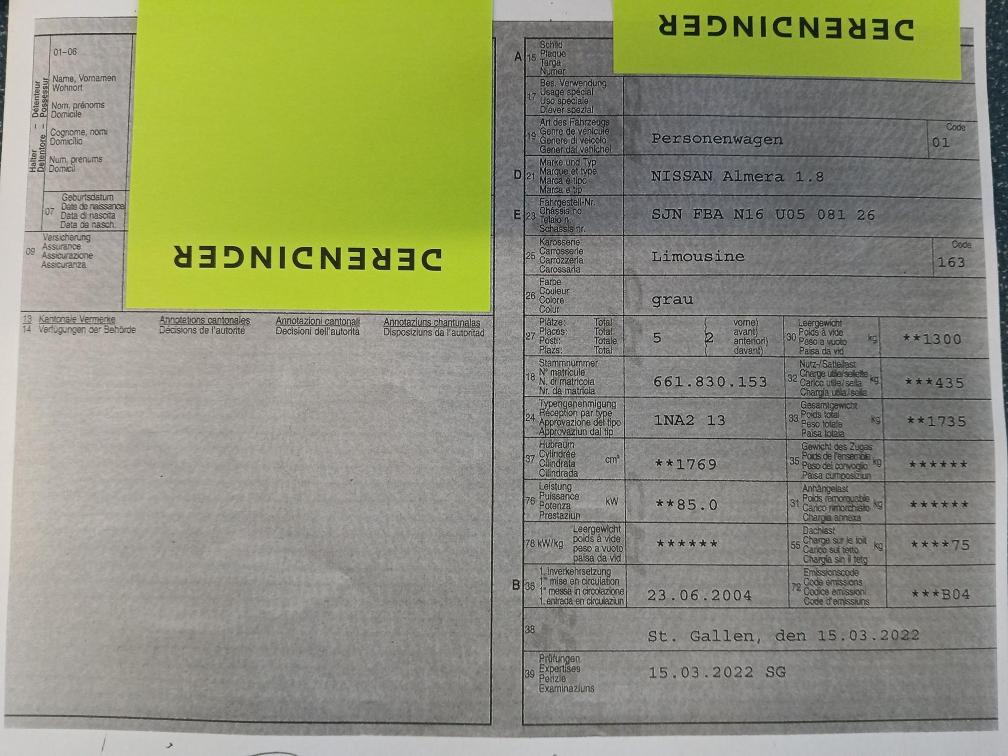 DERENDINGER
01-06
Halter – Détenteur
Detentore – Possessur
Name, Vornamen
Wohnort
Nom, prénoms
Domicile
Cognome, nomi
Domicilio
Num, prenums
Domicil
07
Geburtsdatum
Date de naissance
Data di nascita
Data da nasch.
09
Versicherung
Assurance
Assicurazione
Assicuranza
DERENDINGER
13 Kantonale Vermerke Annotations cantonales Annotazioni cantonali Annotaziuns chantunalas
14 Verfügungen der Behörde Décisions de l'autorité Decisioni dell'autorità Disposiziuns da l'autoritad
A 15
Schild
Plaque
Targa
Numer
17
Bes. Verwendung
Usage spécial
Uso speciale
Diever spezial
19
Art des Fahrzeugs
Genre de véhicule
Genere di veicolo
Gener dal vehichel
Personenwagen
Code
01
D 21
Marke und Typ
Marque et type
Marca e tipo
Marca e tip
NISSAN Almera 1.8
E 23
Fahrgestell-Nr.
Châssis no
Telaio n.
Schassis nr.
SJN FBA N16 U05 081 26
25
Karosserie
Carrosserie
Carrozzeria
Carossaria
Limousine
Code
163
26
Farbe
Couleur
Colore
Colur
grau
27
Plätze: Total
Places: Total
Posti: Totale
Plazs: Total
5
2
vorne)
avant)
anteriori)
davant)
30
Leergewicht
Poids à vide
Peso a vuoto
Paisa da vid
kg
**1300
18
Stammnummer
N° matricule
N. di matricola
Nr. da matricla
661.830.153
32
Nutz-/Sattellast
Charge utile/sellette
Carico utile/sella
Chargia utila/sella
kg
***435
24
Typengenehmigung
Réception par type
Approvazione del tipo
Approvaziun dal tip
1NA2 13
33
Gesamtgewicht
Poids total
Peso totale
Paisa totala
kg
**1735
37
Hubraum
Cylindrée
Cilindrata
Cilindrada
cm³
**1769
35
Gewicht des Zuges
Poids de l'ensemble
Peso del convoglio
Paisa cumposiziun
kg
******
76
Leistung
Puissance
Potenza
Prestaziun
kW
**85.0
31
Anhängelast
Poids remorquable
Carico rimorchiato
Chargia annexa
kg
******
78 kW/kg
Leergewicht
poids à vide
peso a vuoto
paisa da vid
******
55
Dachlast
Charge sur le toit
Carico sul tetto
Chargia sin il tetg
kg
****75
B 36
1. Inverkehrsetzung
1re mise en circulation
1a messa in circolazione
1. entrada en circulaziun
23.06.2004
72
Emissionscode
Code émissions
Codice emissioni
Code d'emissiuns
***B04
38
St. Gallen, den 15.03.2022
39
Prüfungen
Expertises
Perizie
Examinaziuns
15.03.2022 SG